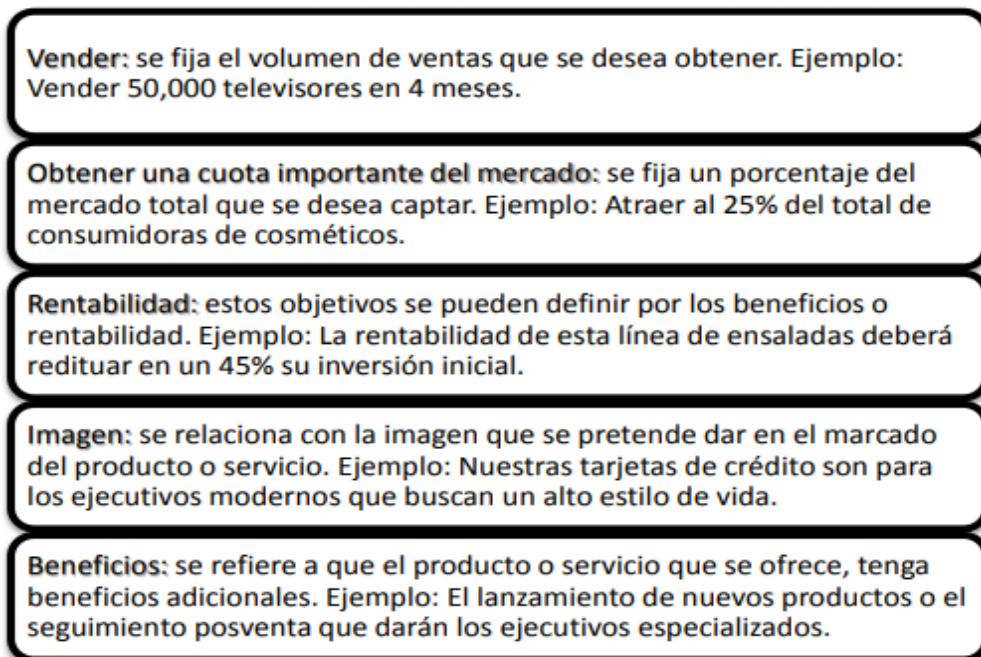 Vender: se fija el volumen de ventas que se desea obtener. Ejemplo:
Vender 50,000 televisores en 4 meses.
Obtener una cuota importante del mercado: se fija un porcentaje del
mercado total que se desea captar. Ejemplo: Atraer al 25% del total de
consumidoras de cosméticos.
Rentabilidad: estos objetivos se pueden definir por los beneficios o
rentabilidad. Ejemplo: La rentabilidad de esta línea de ensaladas deberá
redituar en un 45% su inversión inicial.
Imagen: se relaciona con la imagen que se pretende dar en el marcado
del producto o servicio. Ejemplo: Nuestras tarjetas de crédito son para
los ejecutivos modernos que buscan un alto estilo de vida.
Beneficios: se refiere a que el producto o servicio que se ofrece, tenga
beneficios adicionales. Ejemplo: El lanzamiento de nuevos productos o el
seguimiento posventa que darán los ejecutivos especializados.